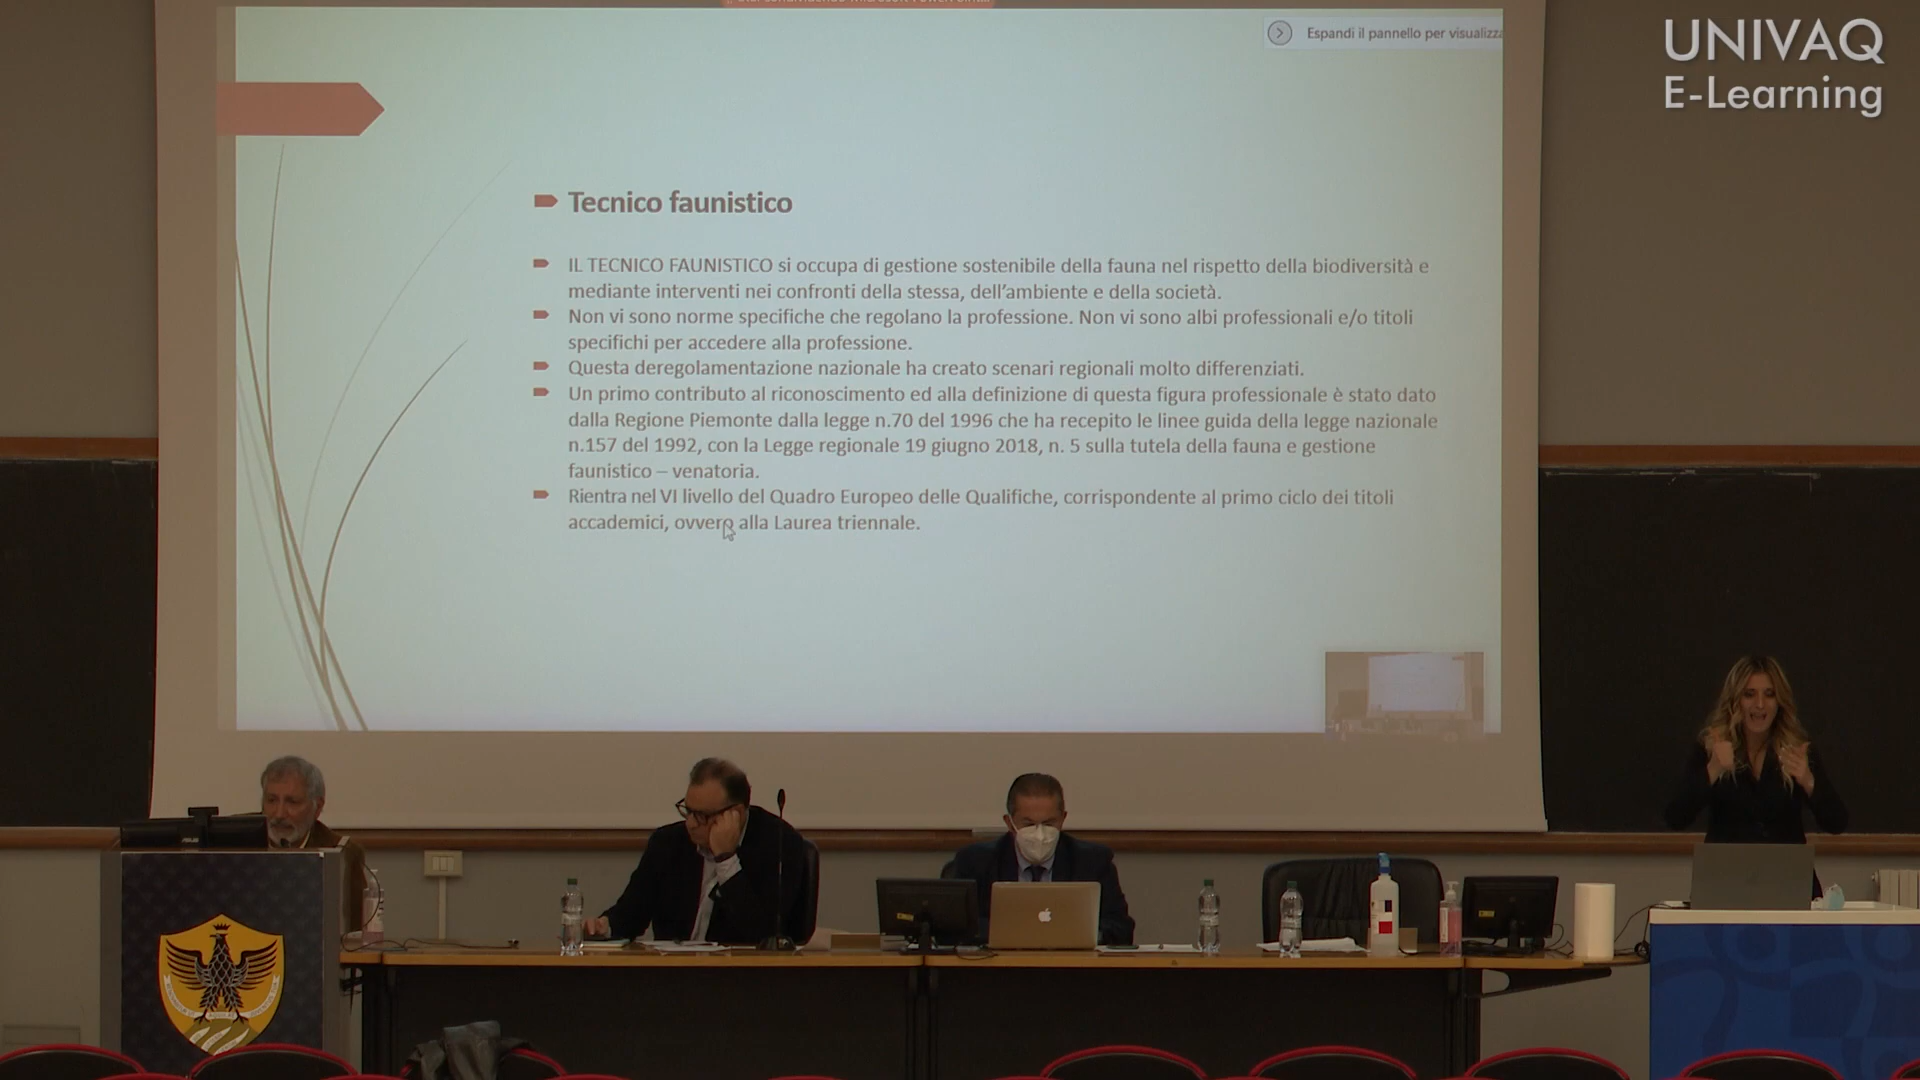 Espandi il pannello per visualizza
UNIVAQ
E-Learning
Tecnico faunistico
IL TECNICO FAUNISTICO si occupa di gestione sostenibile della fauna nel rispetto della biodiversità e
mediante interventi nei confronti della stessa, dell'ambiente e della società.
Non vi sono norme specifiche che regolano la professione. Non vi sono albi professionali e/o titoli
specifichi per accedere alla professione.
Questa deregolamentazione nazionale ha creato scenari regionali molto differenziati.
Un primo contributo al riconoscimento ed alla definizione di questa figura professionale è stato dato
dalla Regione Piemonte dalla legge n.70 del 1996 che ha recepito le linee guida della legge nazionale
n.157 del 1992, con la Legge regionale 19 giugno 2018, n. 5 sulla tutela della fauna e gestione
faunistico – venatoria.
Rientra nel VI livello del Quadro Europeo delle Qualifiche, corrispondente al primo ciclo dei titoli
accademici, ovvero alla Laurea triennale.